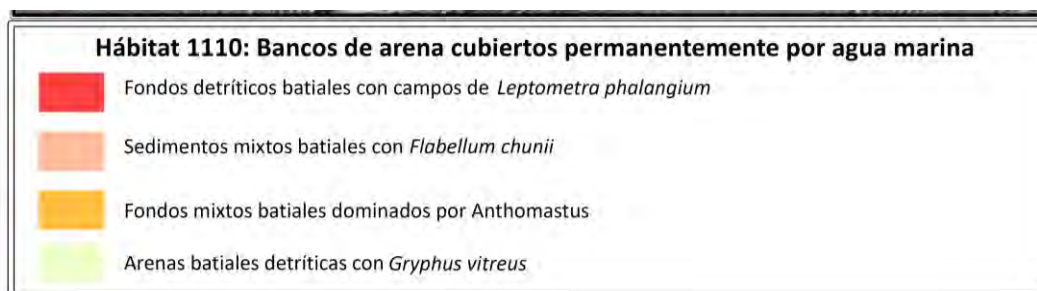 Hábitat 1110: Bancos de arena cubiertos permanentemente por agua marina
Fondos detríticos batiales con campos de Leptometra phalangium
Sedimentos mixtos batiales con Flabellum chunii
Fondos mixtos batiales dominados por Anthomastus
Arenas batiales detríticas con Gryphus vitreus